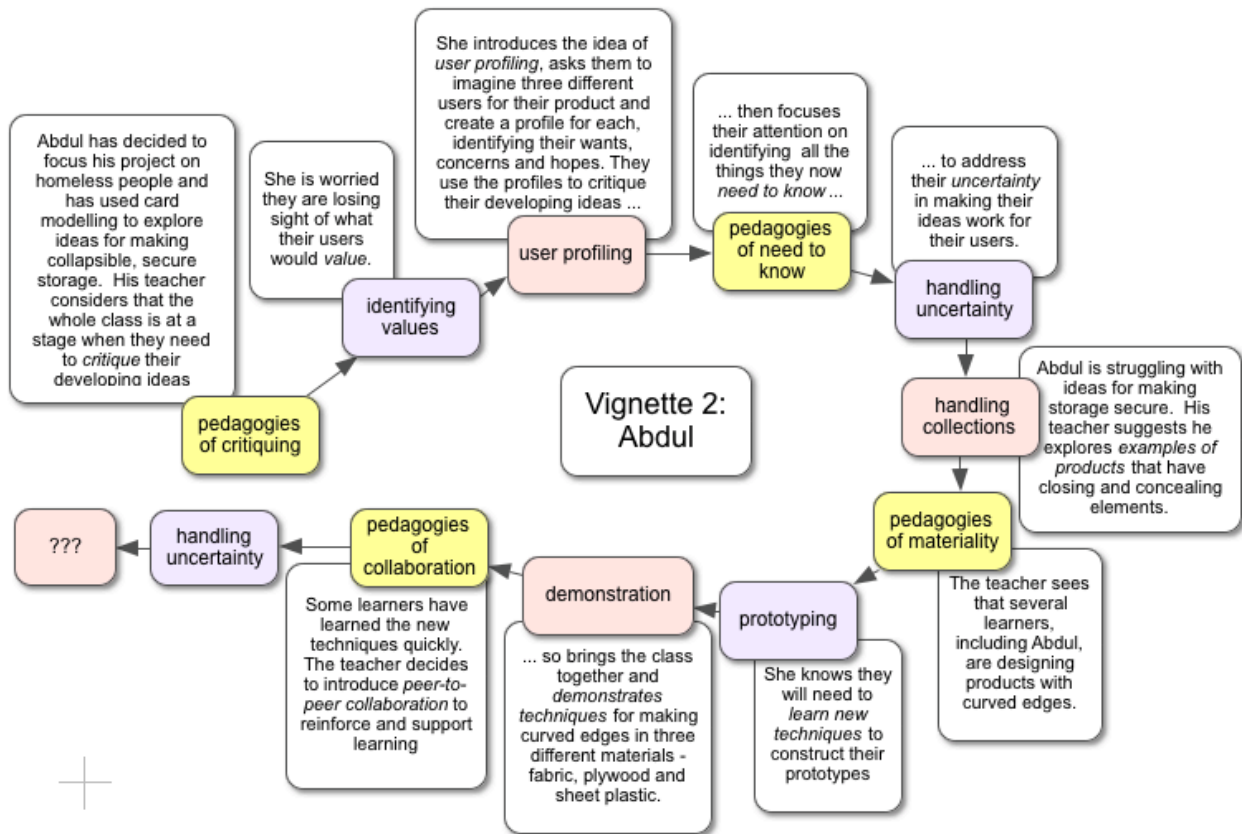 Abdul has decided to
focus his project on
homeless people and
has used card
modelling to explore
ideas for making
collapsible, secure
storage. His teacher
considers that the
whole class is at a
stage when they need
to critique their
developing ideas
pedagogies
of critiquing
She is worried
they are losing
sight of what
their users
would value.
identifying
values
She introduces the idea of
user profiling, asks them to
imagine three different
users for their product and
create a profile for each,
identifying their wants,
concerns and hopes. They
use the profiles to critique
their developing ideas ...
user profiling
... then focuses
their attention on
identifying all the
things they now
need to know ...
pedagogies
of need to
know
... to address
their uncertainty
in making their
ideas work for
their users.
handling
uncertainty
Vignette 2:
Abdul
handling
collections
Abdul is struggling with
ideas for making
storage secure. His
teacher suggests he
explores examples of
products that have
closing and concealing
elements.
pedagogies
of materiality
The teacher sees
that several
learners,
including Abdul,
are designing
products with
curved edges.
prototyping
She knows they
will need to
learn new
techniques to
construct their
prototypes
demonstration
... so brings the class
together and
demonstrates
techniques for making
curved edges in three
different materials -
fabric, plywood and
sheet plastic.
pedagogies
of
collaboration
Some learners have
learned the new
techniques quickly.
The teacher decides
to introduce peer-to-
peer collaboration to
reinforce and support
learning
handling
uncertainty
???